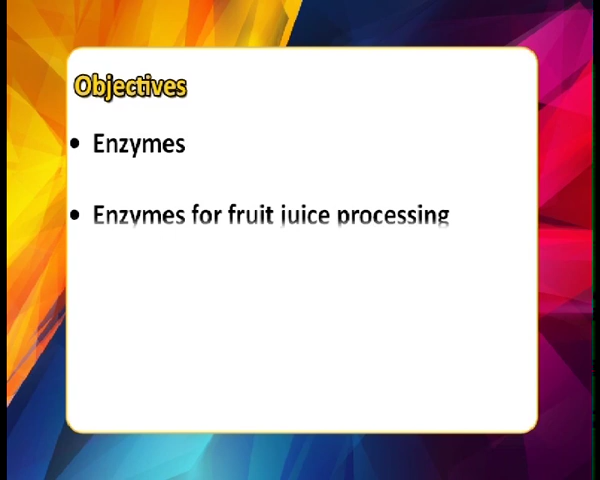 Objectives
• Enzymes
• Enzymes for fruit juice processing